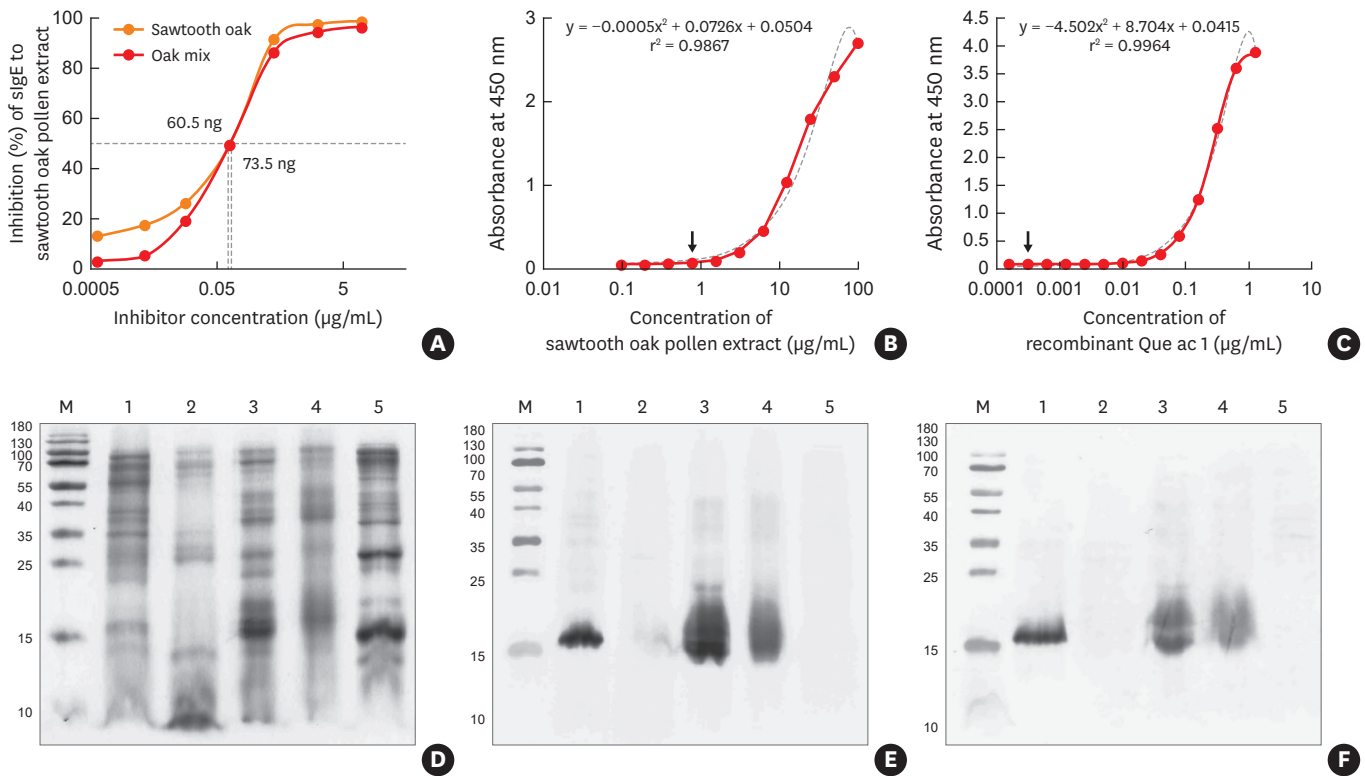 Inhibition (%) of sIgE to
sawtooth oak pollen extract
100
80
60
40
20
0
Sawtooth oak
Oak mix
60.5 ng
73.5 ng
0.0005
0.05
5
Inhibitor concentration (µg/mL)
A
Absorbance at 450 nm
3
2
1
0
y = −0.0005x² + 0.0726x + 0.0504
r² = 0.9867
0.01
0.1
1
10
100
Concentration of
sawtooth oak pollen extract (µg/mL)
B
Absorbance at 450 nm
4.5
4.0
3.5
3.0
2.5
2.0
1.5
1.0
0.5
0
y = −4.502x² + 8.704x + 0.0415
r² = 0.9964
0.0001
0.001
0.01
0.1
1
10
Concentration of
recombinant Que ac 1 (µg/mL)
C
M 1 2 3 4 5
180
130
100
70
55
40
35
25
15
10
D
M 1 2 3 4 5
180
130
100
70
55
40
35
25
15
10
E
M 1 2 3 4 5
180
130
100
70
55
40
35
25
15
10
F